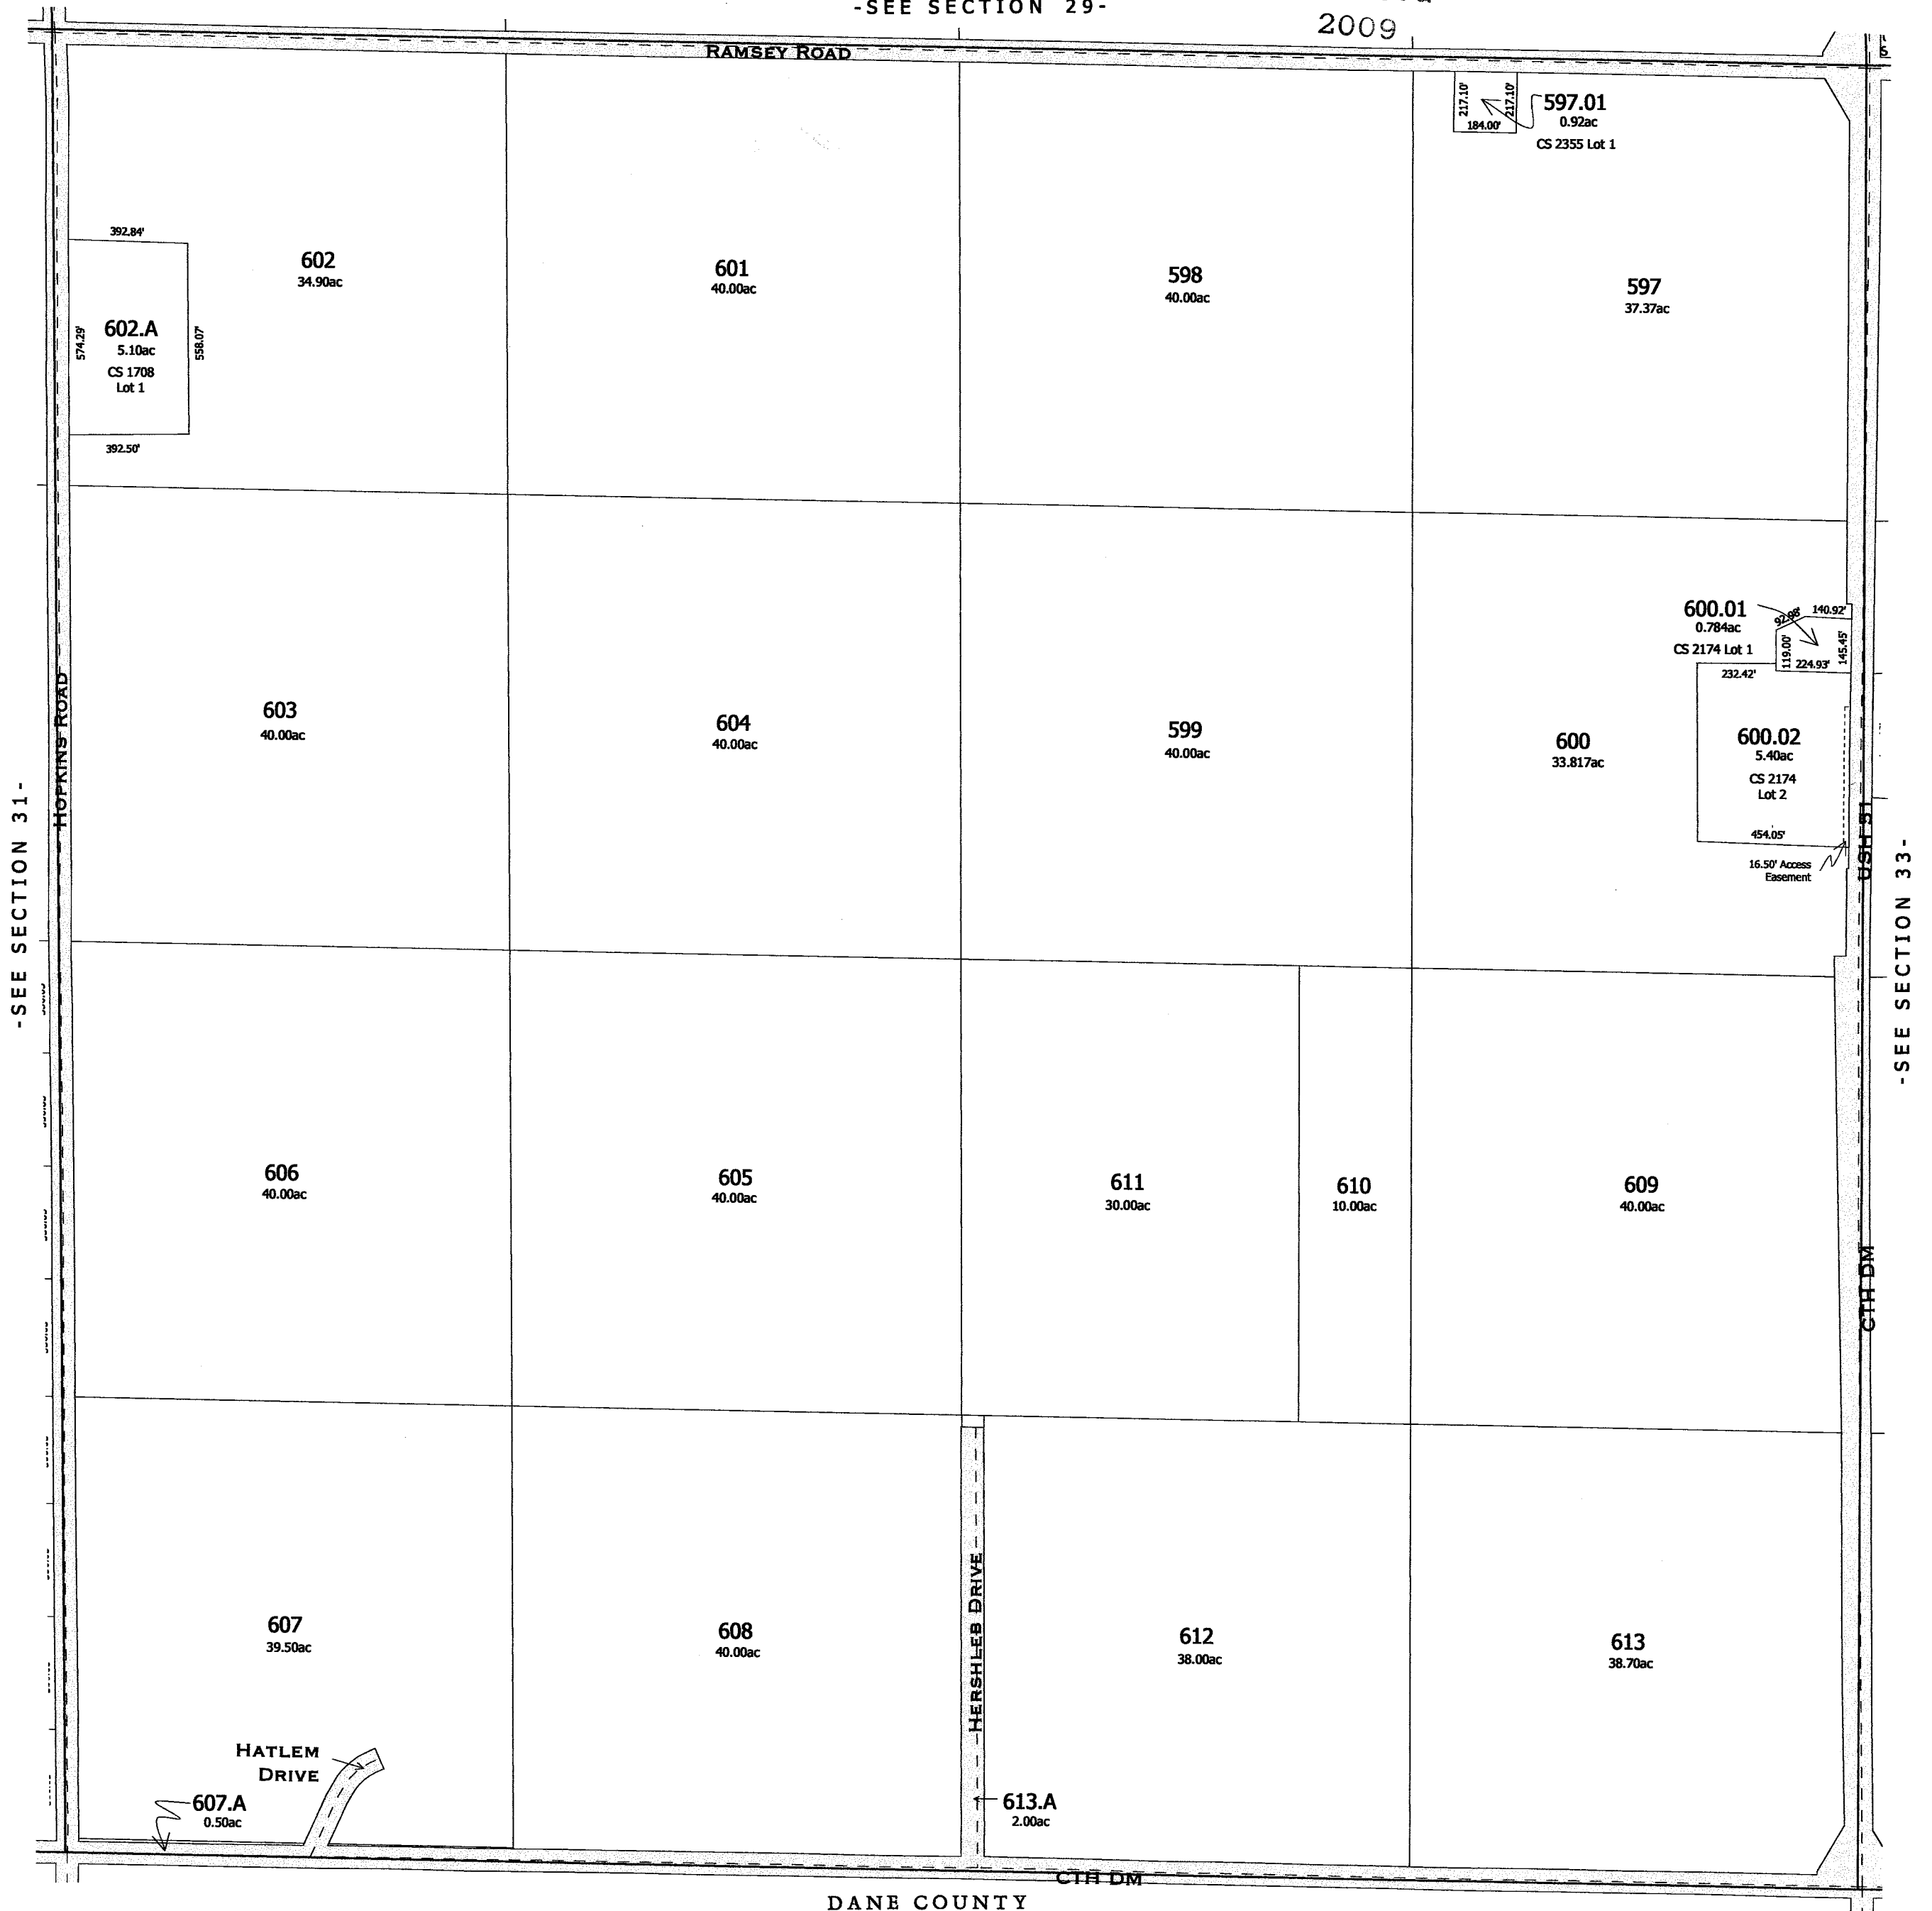 -SEE SECTION 29-
2009
RAMSEY ROAD
217.10'
217.10'
184.00'
597.01
0.92ac
CS 2355 Lot 1
392.84'
602
34.90ac
601
40.00ac
598
40.00ac
597
37.37ac
574.29'
602.A
5.10ac
CS 1708
Lot 1
558.07'
392.50'
600.01
0.784ac
CS 2174 Lot 1
92.98'
140.92'
119.00'
145.45'
224.93'
232.42'
HOPKINS ROAD
603
40.00ac
604
40.00ac
599
40.00ac
600
33.817ac
600.02
5.40ac
CS 2174
Lot 2
454.05'
16.50' Access
Easement
USH 51
-SEE SECTION 31-
-SEE SECTION 33-
606
40.00ac
605
40.00ac
611
30.00ac
610
10.00ac
609
40.00ac
CTH DM
607
39.50ac
608
40.00ac
HERSHLEB DRIVE
612
38.00ac
613
38.70ac
HATLEM
DRIVE
607.A
0.50ac
613.A
2.00ac
CTH DM
DANE COUNTY